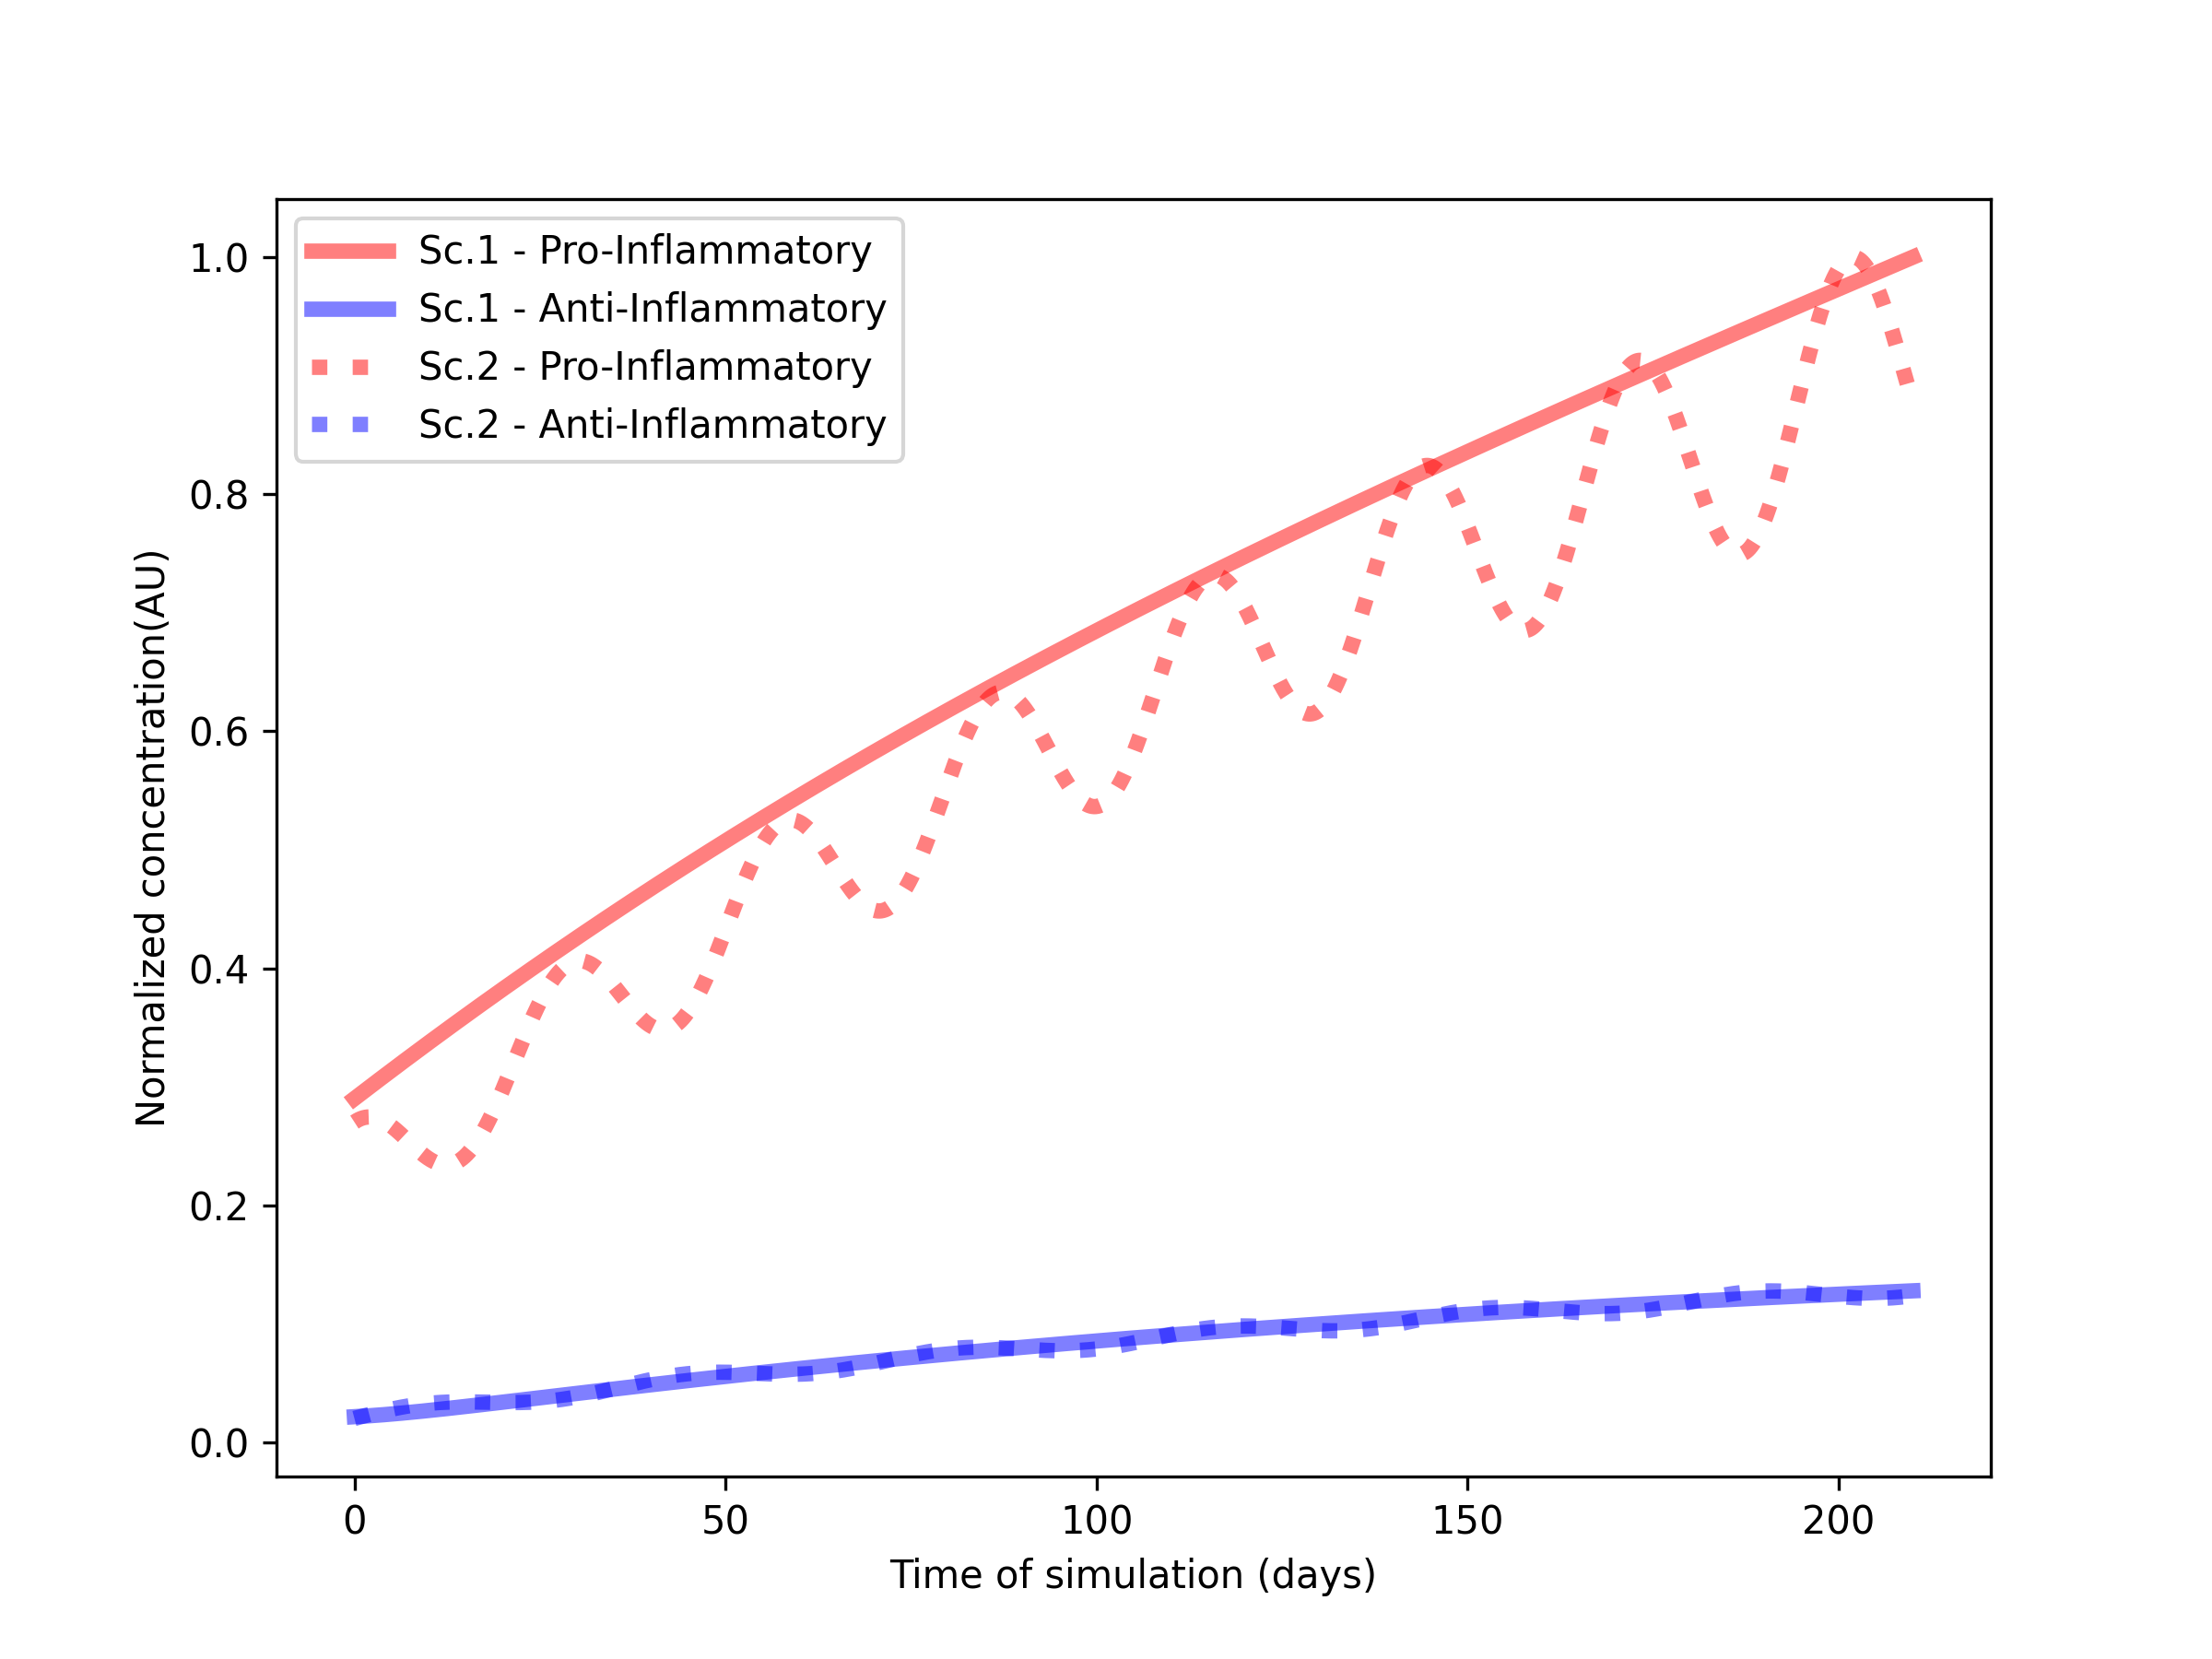 Sc.1 - Pro-Inflammatory
Sc.1 - Anti-Inflammatory
Sc.2 - Pro-Inflammatory
Sc.2 - Anti-Inflammatory
1.0
0.8
0.6
0.4
0.2
0.0
Normalized concentration(AU)
0 50 100 150 200
Time of simulation (days)